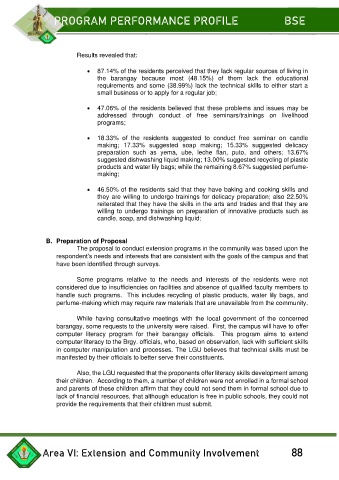 PROGRAM PERFORMANCE PROFILE BSE
Results revealed that:
• 87.14% of the residents perceived that they lack regular sources of living in
the barangay because most (48.15%) of them lack the educational
requirements and some (38.99%) lack the technical skills to either start a
small business or to apply for a regular job;
• 47.06% of the residents believed that these problems and issues may be
addressed through conduct of free seminars/trainings on livelihood
programs;
• 18.33% of the residents suggested to conduct free seminar on candle
making; 17.33% suggested soap making; 15.33% suggested delicacy
preparation such as yema, ube, leche flan, puto, and others; 13.67%
suggested dishwashing liquid making; 13.00% suggested recycling of plastic
products and water lily bags; while the remaining 8.67% suggested perfume-
making;
• 46.50% of the residents said that they have baking and cooking skills and
they are willing to undergo trainings for delicacy preparation; also 22.50%
reiterated that they have the skills in the arts and trades and that they are
willing to undergo trainings on preparation of innovative products such as
candle, soap, and dishwashing liquid;
B. Preparation of Proposal
The proposal to conduct extension programs in the community was based upon the
respondent's needs and interests that are consistent with the goals of the campus and that
have been identified through surveys.
Some programs relative to the needs and interests of the residents were not
considered due to insufficiencies on facilities and absence of qualified faculty members to
handle such programs. This includes recycling of plastic products, water lily bags, and
perfume-making which may require raw materials that are unavailable from the community.
While having consultative meetings with the local government of the concerned
barangay, some requests to the university were raised. First, the campus will have to offer
computer literacy program for their barangay officials. This program aims to extend
computer literacy to the Brgy. officials, who, based on observation, lack with sufficient skills
in computer manipulation and processes. The LGU believes that technical skills must be
manifested by their officials to better serve their constituents.
Also, the LGU requested that the proponents offer literacy skills development among
their children. According to them, a number of children were not enrolled in a formal school
and parents of these children affirm that they could not send them in formal school due to
lack of financial resources, that although education is free in public schools, they could not
provide the requirements that their children must submit.
Area VI: Extension and Community Involvement 88